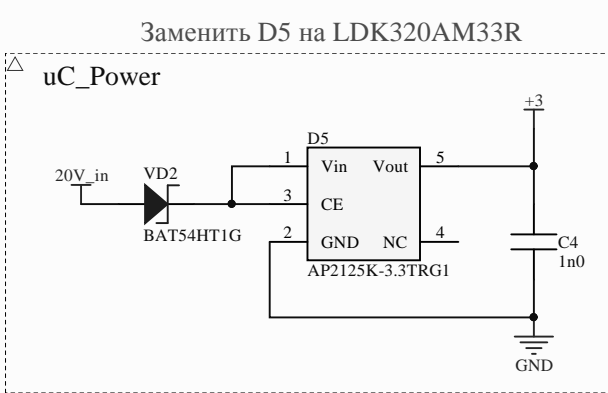 Заменить D5 на LDK320AM33R
uC_Power
+3
D5
1 Vin Vout 5
20V_in VD2
3 CE
BAT54HT1G
2 GND NC 4
C4
1n0
AP2125K-3.3TRG1
GND